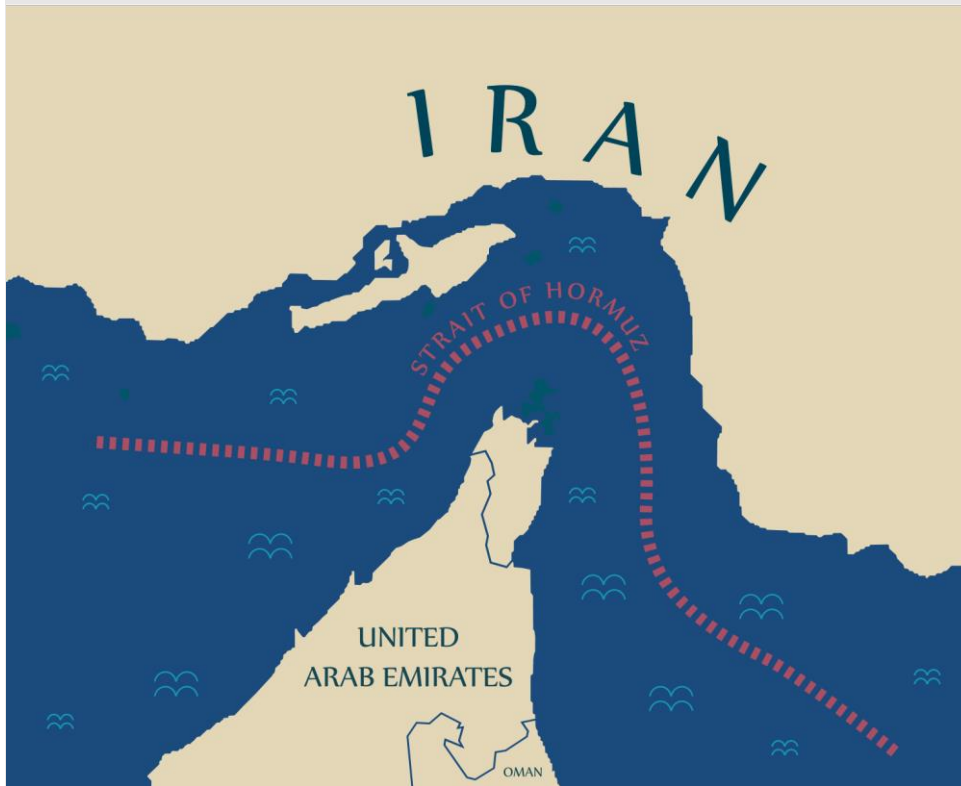 IRAN
STRAIT OF HORMUZ
UNITED
ARAB EMIRATES
OMAN